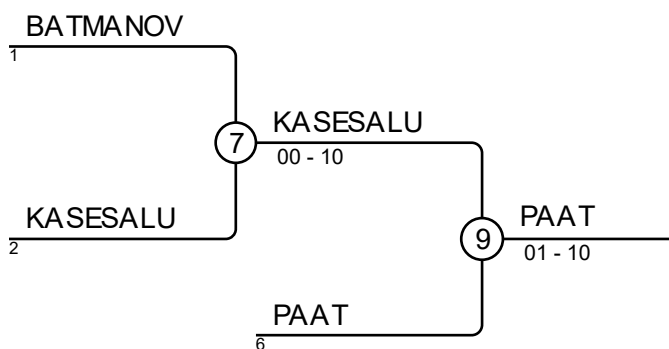 BATMANOV
1
7
KASESALU
00 - 10
KASESALU
2
9
PAAT
01 - 10
PAAT
6